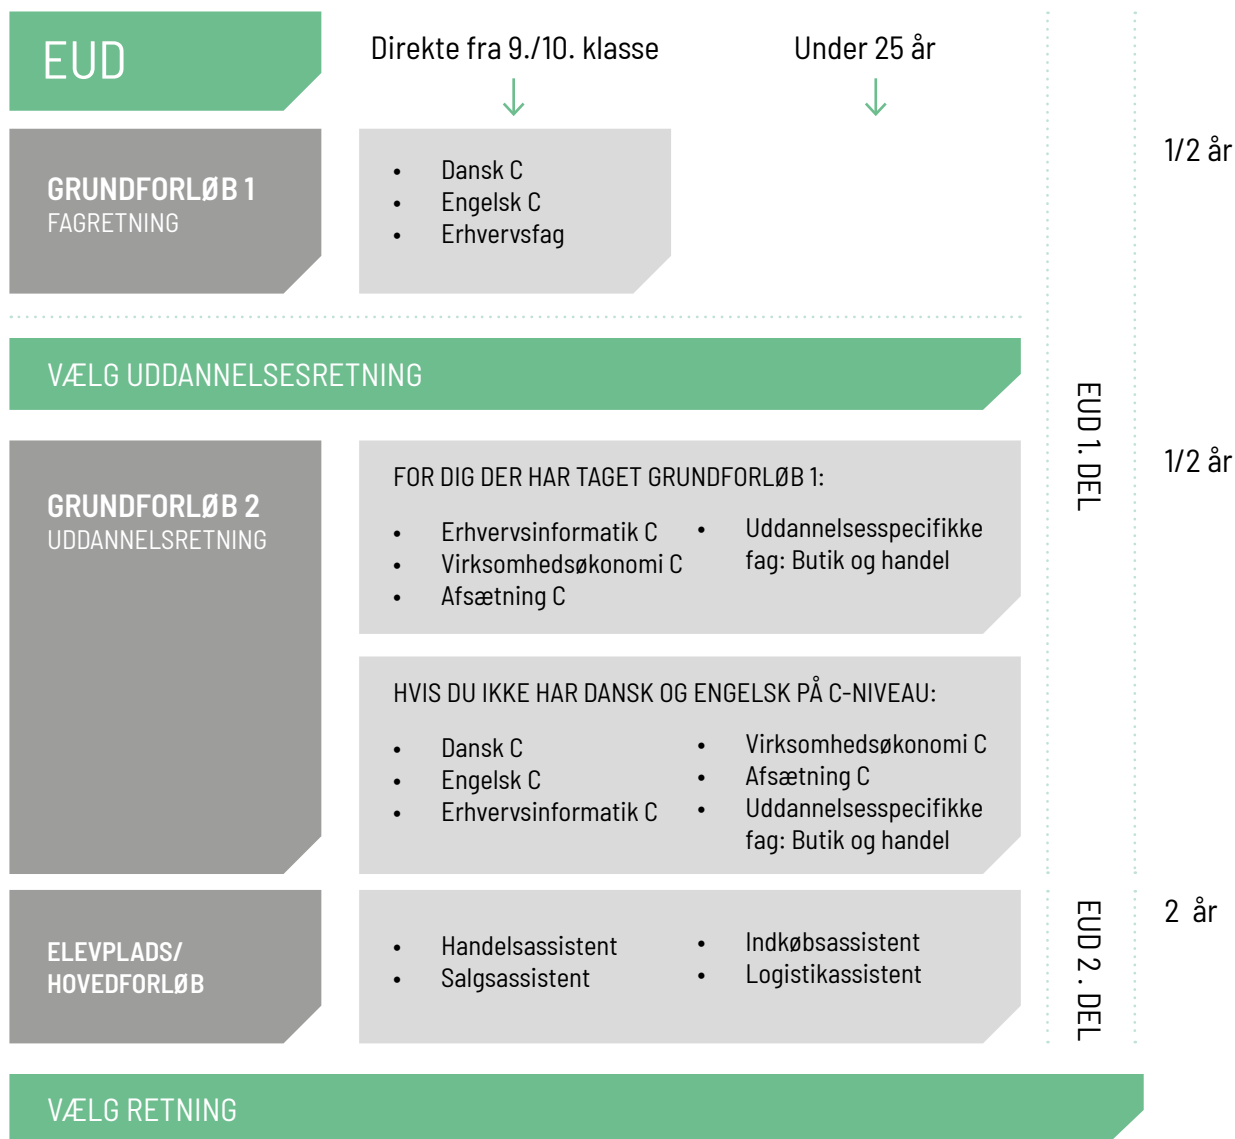 EUD
Direkte fra 9./10. klasse
Under 25 år
GRUNDFORLØB 1
FAGRETNING
• Dansk C
• Engelsk C
• Erhvervsfag
1/2 år
VÆLG UDDANNELSESRETNING
EUD 1. DEL
GRUNDFORLØB 2
UDDANNELSRETNING
FOR DIG DER HAR TAGET GRUNDFORLØB 1:
• Erhvervsinformatik C
• Virksomhedsøkonomi C
• Afsætning C
• Uddannelsesspecifikke
fag: Butik og handel
1/2 år
HVIS DU IKKE HAR DANSK OG ENGELSK PÅ C-NIVEAU:
• Dansk C
• Engelsk C
• Erhvervsinformatik C
• Virksomhedsøkonomi C
• Afsætning C
• Uddannelsesspecifikke
fag: Butik og handel
ELEVPLADS/
HOVEDFORLØB
• Handelsassistent
• Salgsassistent
• Indkøbsassistent
• Logistikassistent
EUD 2 . DEL
2 år
VÆLG RETNING